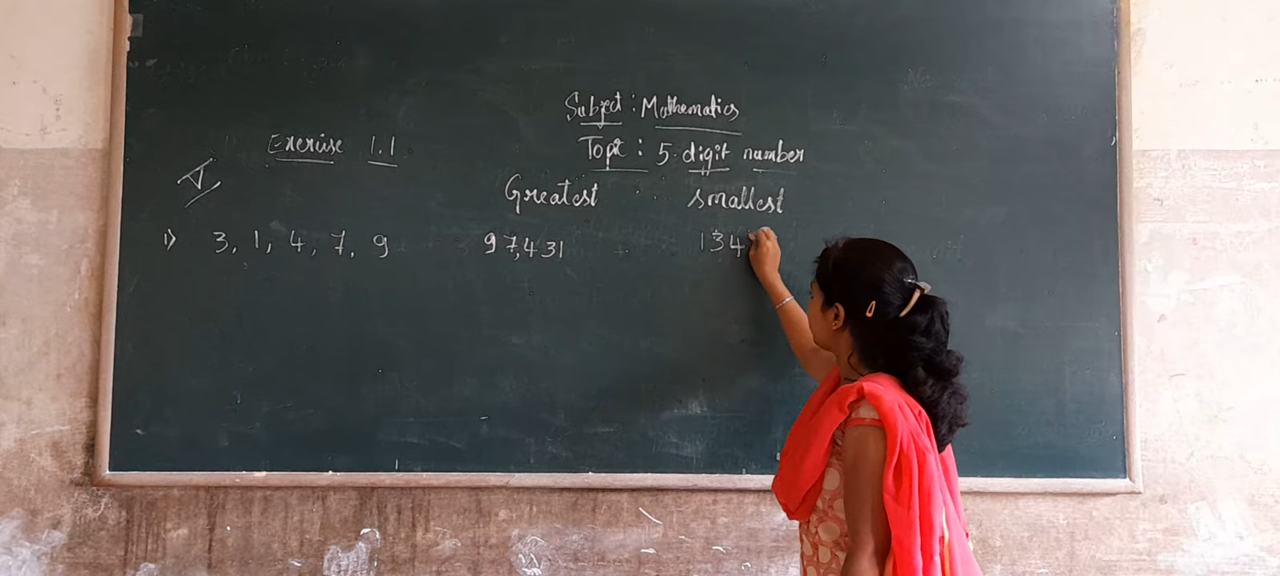 Subject : Mathematics
Exercise 1.1
Topic : 5 digit number
I
Greatest smallest
1) 3, 1, 4, 7, 9 97,431 134